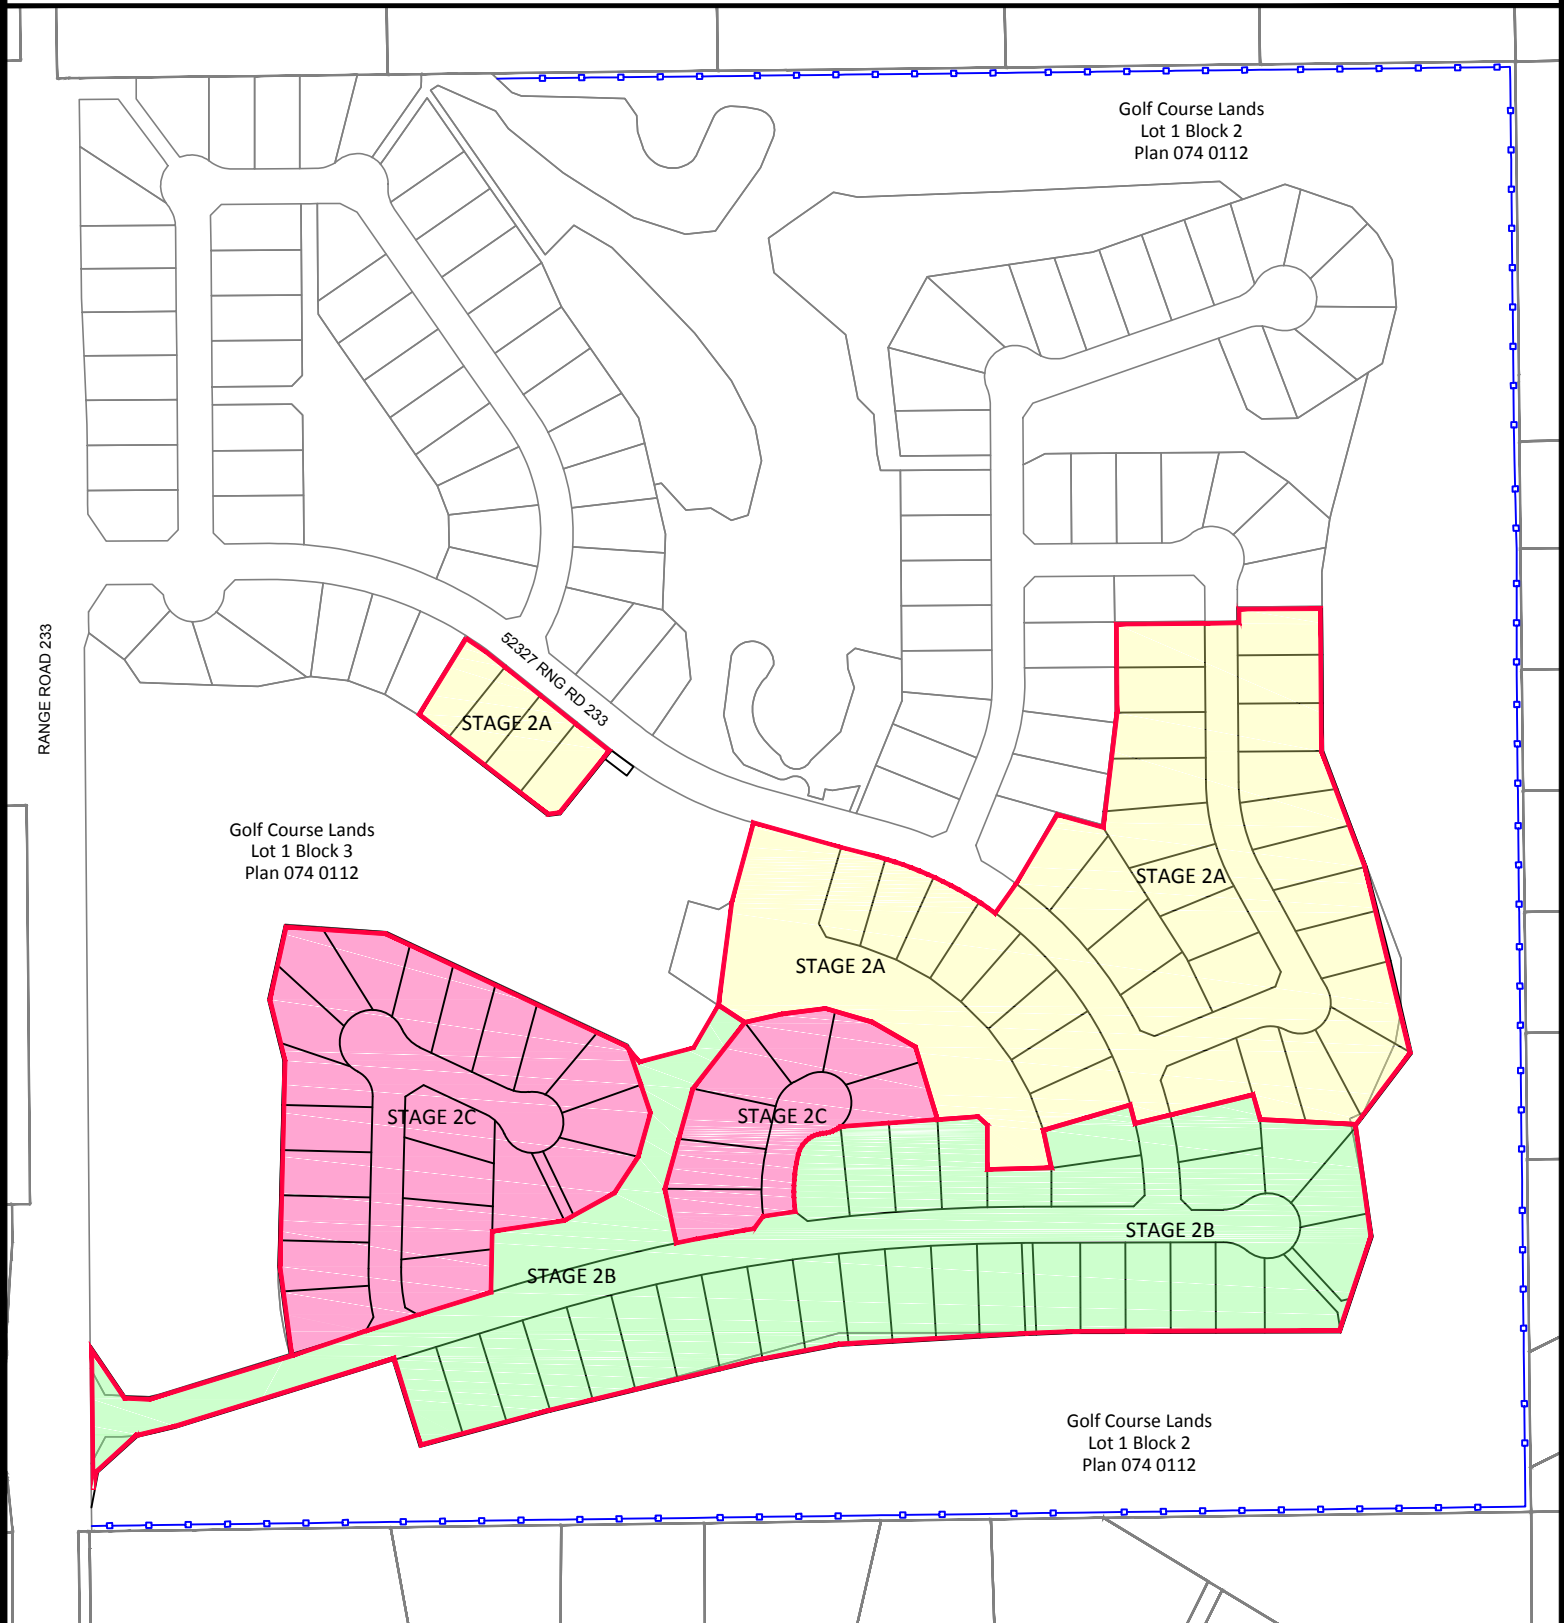 Golf Course Lands
Lot 1 Block 2
Plan 074 0112
RANGE ROAD 233
52327 RNG RD 233
STAGE 2A
Golf Course Lands
Lot 1 Block 3
Plan 074 0112
STAGE 2A
STAGE 2A
STAGE 2C
STAGE 2C
STAGE 2B
STAGE 2B
Golf Course Lands
Lot 1 Block 2
Plan 074 0112